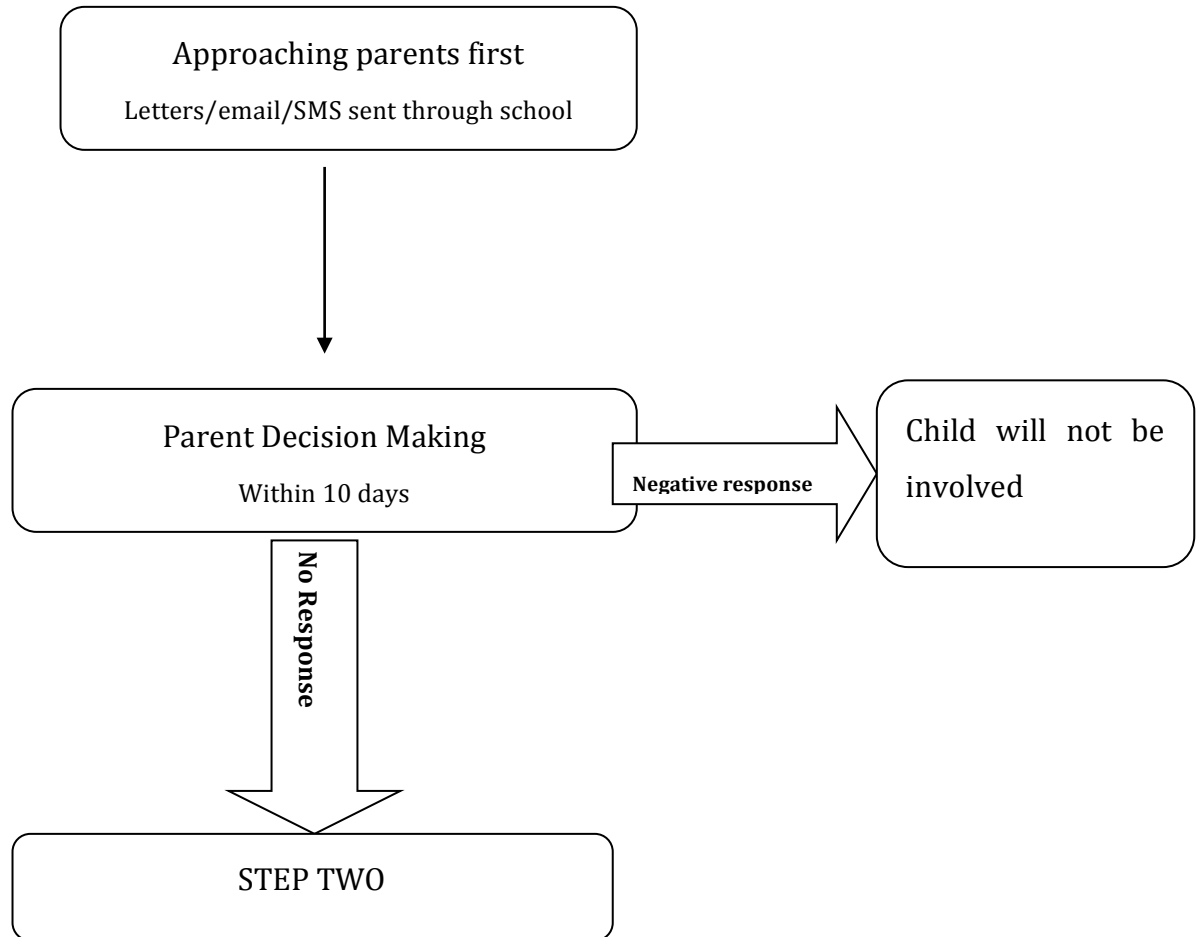 Approaching parents first
Letters/email/SMS sent through school
Parent Decision Making
Within 10 days
Negative response
Child will not be
involved
No Response
STEP TWO